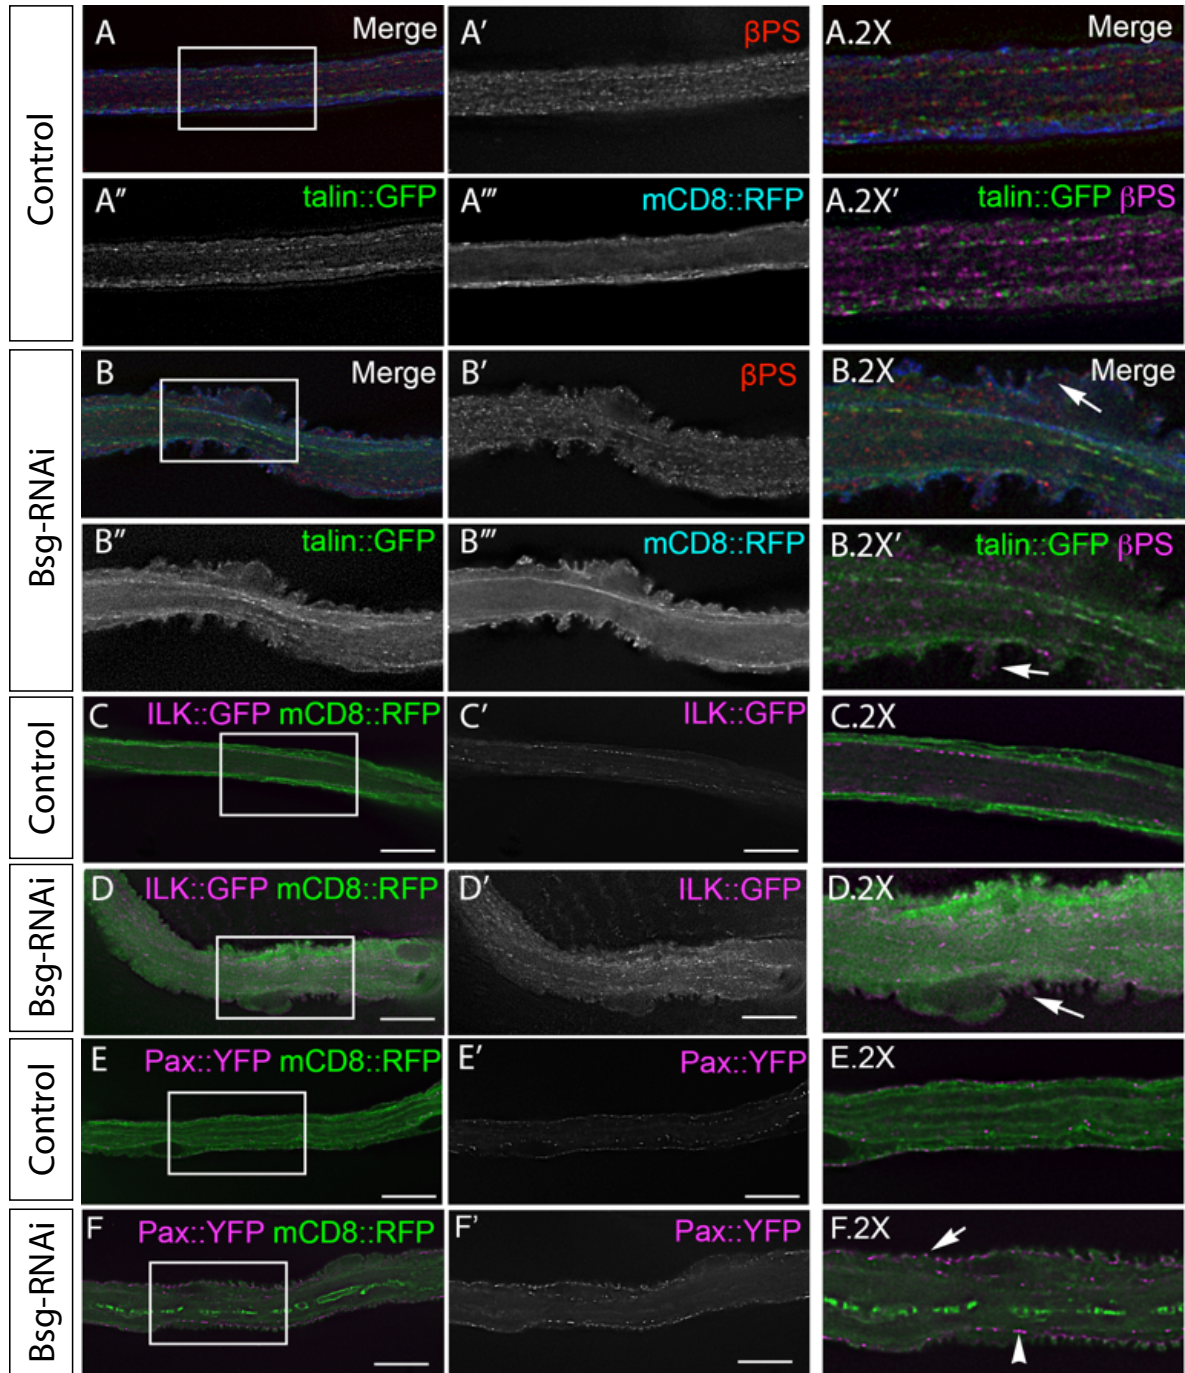 Control
A Merge
A' βPS
A.2X Merge
A" talin::GFP
A'" mCD8::RFP
A.2X' talin::GFP βPS
Bsg-RNAi
B Merge
B' βPS
B.2X Merge
B" talin::GFP
B'" mCD8::RFP
B.2X' talin::GFP βPS
Control
C ILK::GFP mCD8::RFP
C' ILK::GFP
C.2X
Bsg-RNAi
D ILK::GFP mCD8::RFP
D' ILK::GFP
D.2X
Control
E Pax::YFP mCD8::RFP
E' Pax::YFP
E.2X
Bsg-RNAi
F Pax::YFP mCD8::RFP
F' Pax::YFP
F.2X